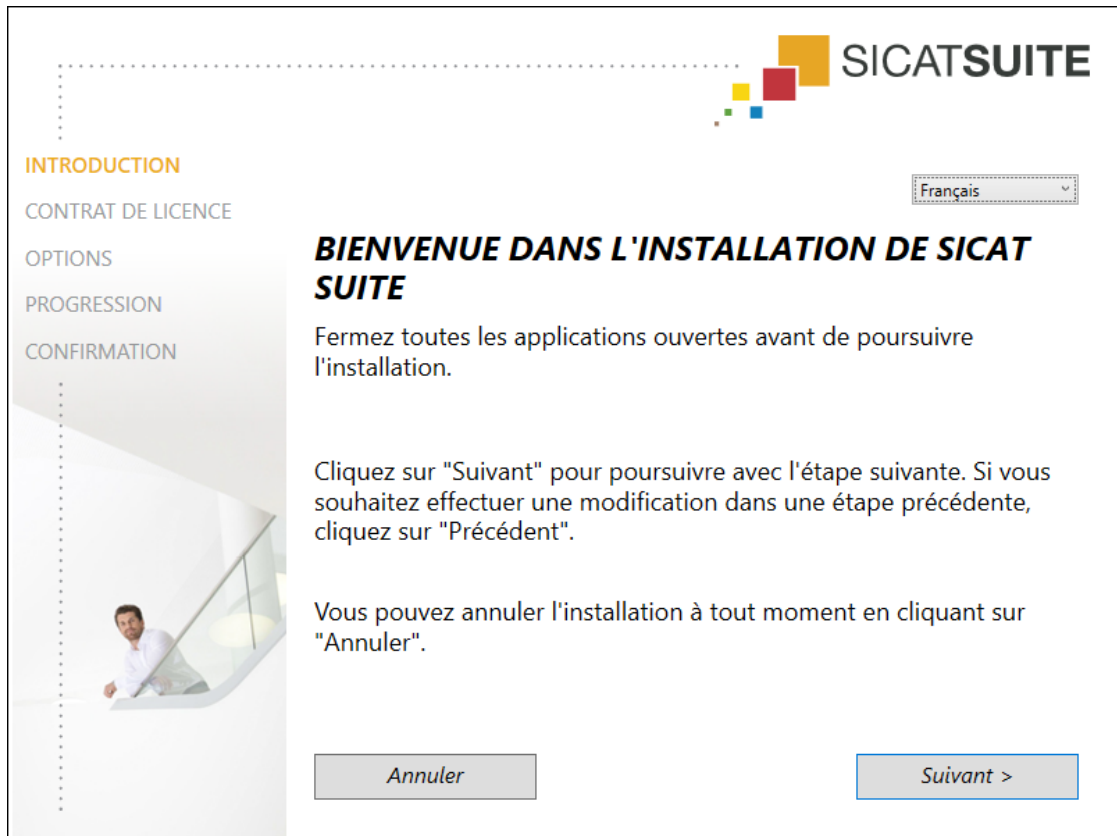 SICATSUITE
INTRODUCTION
CONTRAT DE LICENCE
OPTIONS
PROGRESSION
CONFIRMATION
Français
BIENVENUE DANS L'INSTALLATION DE SICAT
SUITE
Fermez toutes les applications ouvertes avant de poursuivre
l'installation.
Cliquez sur "Suivant" pour poursuivre avec l'étape suivante. Si vous
souhaitez effectuer une modification dans une étape précédente,
cliquez sur "Précédent".
Vous pouvez annuler l'installation à tout moment en cliquant sur
"Annuler".
Annuler
Suivant >